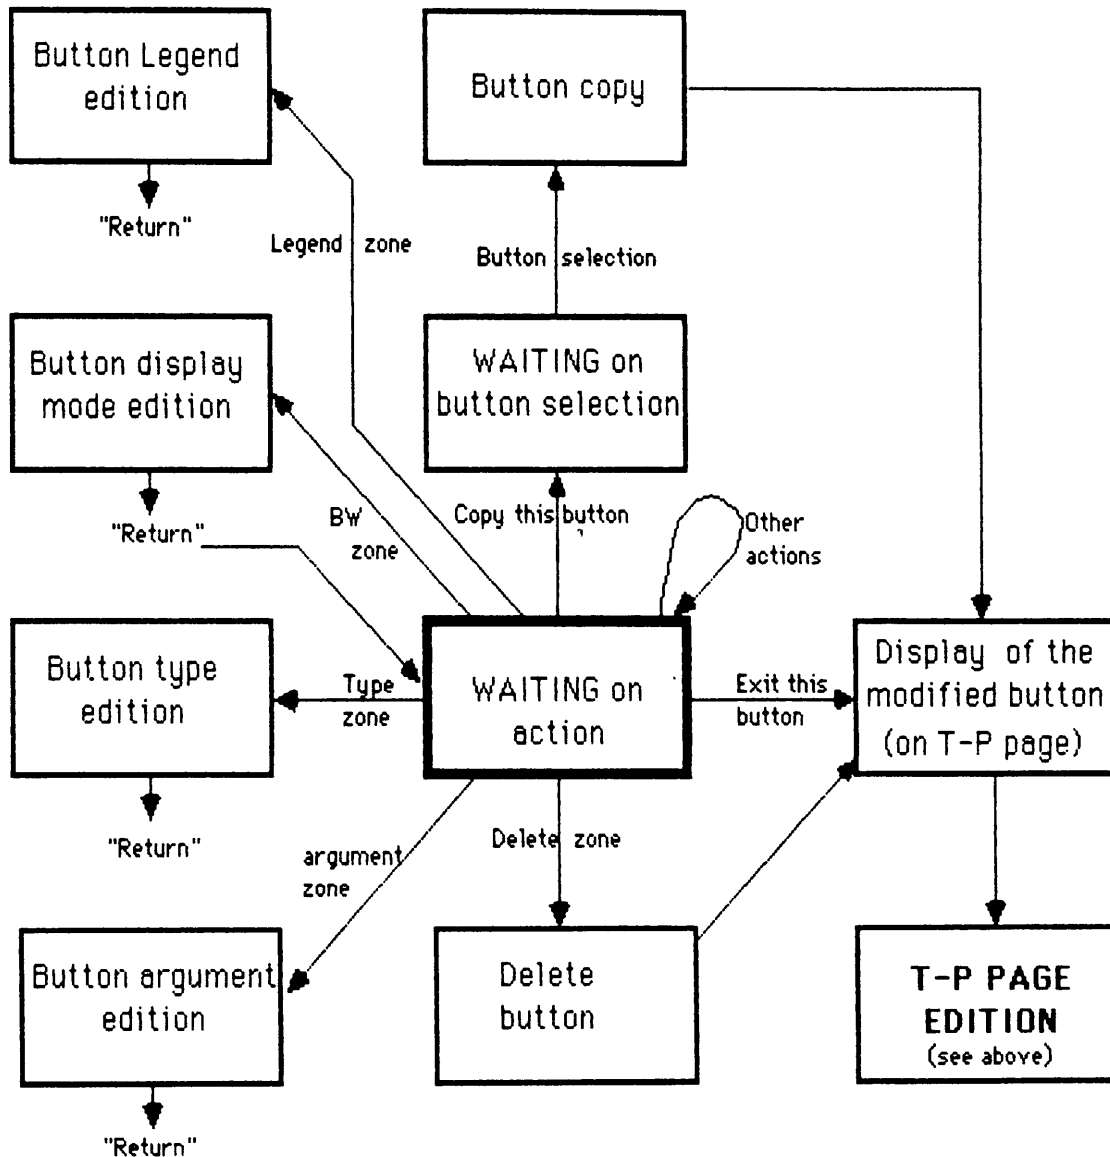 Button Legend
edition
"Return"
Legend zone
Button copy
Button selection
WAITING on
button selection
Button display
mode edition
"Return"
BW
zone
Copy this button
Other
actions
Button type
edition
"Return"
Type
zone
WAITING on
action
Exit this
button
Display of the
modified button
(on T-P page)
argument
zone
Delete zone
Button argument
edition
"Return"
Delete
button
T-P PAGE
EDITION
(see above)